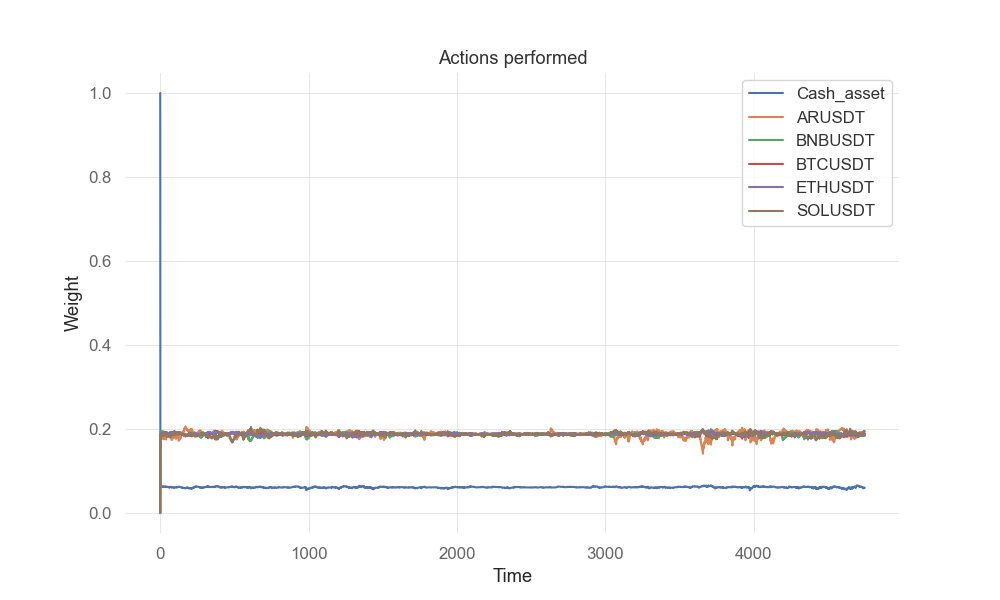 Actions performed
Cash_asset
ARUSDT
BNBUSDT
BTCUSDT
ETHUSDT
SOLUSDT
Weight
1.0
0.8
0.6
0.4
0.2
0.0
0 1000 2000 3000 4000
Time